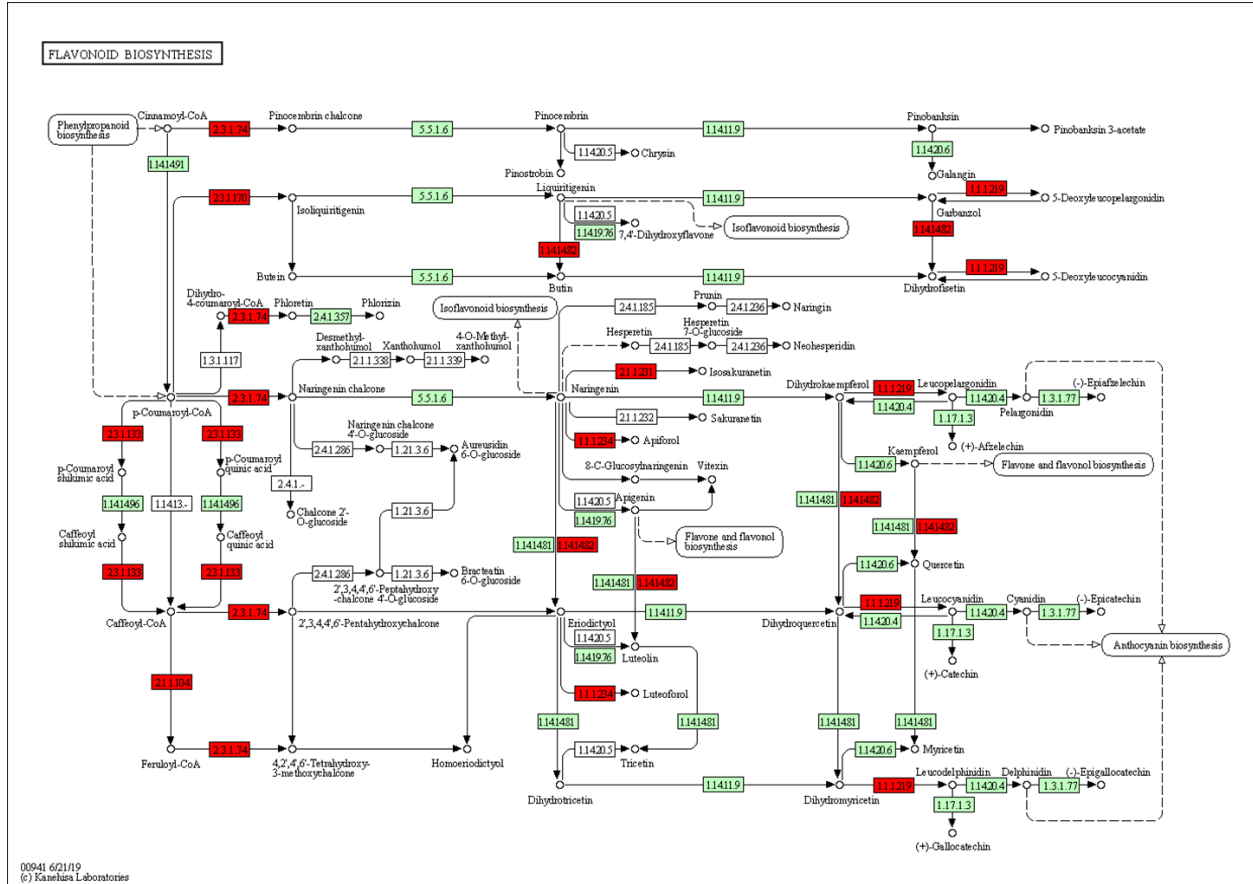 FLAVONOID BIOSYNTHESIS
Phenylpropanoid
biosynthesis
Cinnamoyl-CoA
2.3.1.74
Pinocembrin chalcone
5.5.1.6
Pinocembrin
1.14.11.9
Pinobanksin
Pinobanksin 3-acetate
1.14.20.5
Chrysin
1.14.20.6
Pinostrobin
Galangin
1.14.14.91
2.3.1.170
Isoliquiritigenin
5.5.1.6
Liquiritigenin
1.14.11.9
Garbanzol
1.1.1.219
5-Deoxyleucopelargonidin
1.14.20.5
1.14.19.76
7,4'-Dihydroxyflavone
Isoflavonoid biosynthesis
1.14.14.82
1.14.14.82
Butein
5.5.1.6
Butin
1.14.11.9
Dihydrofisetin
1.1.1.219
5-Deoxyleucocyanidin
Dihydro-
4-coumaroyl-CoA
2.3.1.74
Phloretin
2.4.1.357
Phlorizin
Isoflavonoid biosynthesis
2.4.1.185
Prunin
2.4.1.236
Naringin
Hesperetin
2.4.1.185
Hesperetin
7-O-glucoside
2.4.1.236
Neohesperidin
1.3.1.117
Desmethyl-
xanthohumol
2.1.1.338
Xanthohumol
2.1.1.339
4-O-Methyl-
xanthohumol
2.1.1.231
Isosakuranetin
p-Coumaroyl-CoA
2.3.1.74
Naringenin chalcone
5.5.1.6
Naringenin
1.14.11.9
Dihydrokaempferol
1.1.1.219
1.14.20.4
Leucopelargonidin
1.14.20.4
Pelargonidin
1.3.1.77
(-)-Epiafzelechin
2.1.1.232
Sakuranetin
1.17.1.3
(+)-Afzelechin
2.3.1.133
2.3.1.133
1.1.1.234
Apiforol
Naringenin chalcone
4'-O-glucoside
2.4.1.286
1.21.3.6
Aureusidin
6-O-glucoside
p-Coumaroyl
shikimic acid
p-Coumaroyl
quinic acid
8-C-Glucosylnaringenin
Vitexin
1.14.20.6
Kaempferol
Flavone and flavonol biosynthesis
2.4.1.-
1.14.14.96
1.14.13.-
1.14.14.96
Chalcone 2'-
O-glucoside
1.21.3.6
1.14.20.5
1.14.19.76
Apigenin
1.14.14.81
1.14.14.82
1.14.14.81
1.14.14.82
Caffeoyl
shikimic acid
Caffeoyl
quinic acid
1.14.14.81
1.14.14.82
Flavone and flavonol
biosynthesis
2.3.1.133
2.3.1.133
2.4.1.286
1.21.3.6
Bracteatin
6-O-glucoside
2',3,4,4',6'-Peptahydroxy
-chalcone 4'-O-glucoside
1.14.14.81
1.14.14.82
1.14.20.6
Quercetin
Caffeoyl-CoA
2.3.1.74
2',3,4,4',6'-Pentahydroxychalcone
Eriodictyol
1.14.11.9
Dihydroquercetin
1.1.1.219
1.14.20.4
Leucocyanidin
1.14.20.4
Cyanidin
1.3.1.77
(-)-Epicatechin
1.14.20.5
1.14.19.76
Luteolin
1.17.1.3
(+)-Catechin
Anthocyanin biosynthesis
2.1.1.104
1.1.1.234
Luteoforol
1.14.14.81
1.14.14.81
1.14.14.81
1.14.14.81
Feruloyl-CoA
2.3.1.74
4,2',4',6'-Tetrahydroxy-
3-methoxychalcone
Homoeriodictyol
1.14.20.5
Tricetin
1.14.20.6
Myricetin
Dihydrotricetin
1.14.11.9
Dihydromyricetin
1.1.1.219
Leucodelphinidin
1.14.20.4
Delphinidin
1.3.1.77
(-)-Epigallocatechin
1.17.1.3
(+)-Gallocatechin
00941 6/21/19
(c) Kanehisa Laboratories